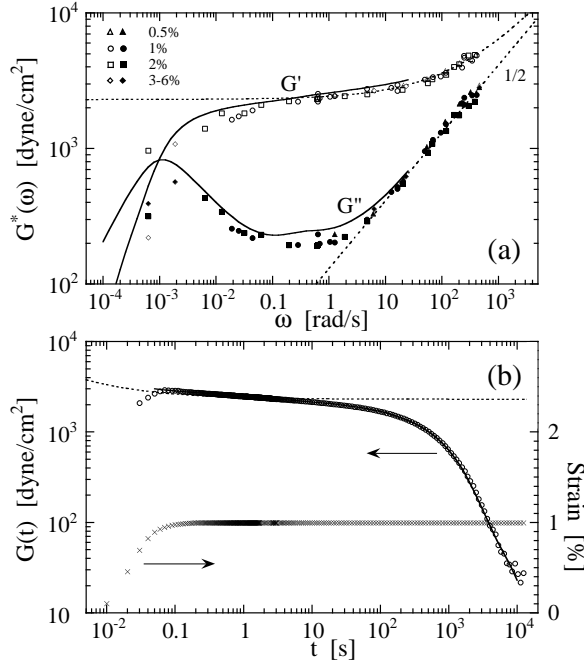 10^4
0.5%
1%
2%
3-6%
G'
1/2
G*(ω) [dyne/cm^2]
10^3
G"
(a)
10^2
10^-4 10^-3 10^-2 0.1 1 10 10^2 10^3
ω [rad/s]
10^4
(b)
G(t) [dyne/cm^2]
10^3
2
Strain [%]
10^2
1
10
0
10^-2 0.1 1 10 10^2 10^3 10^4
t [s]